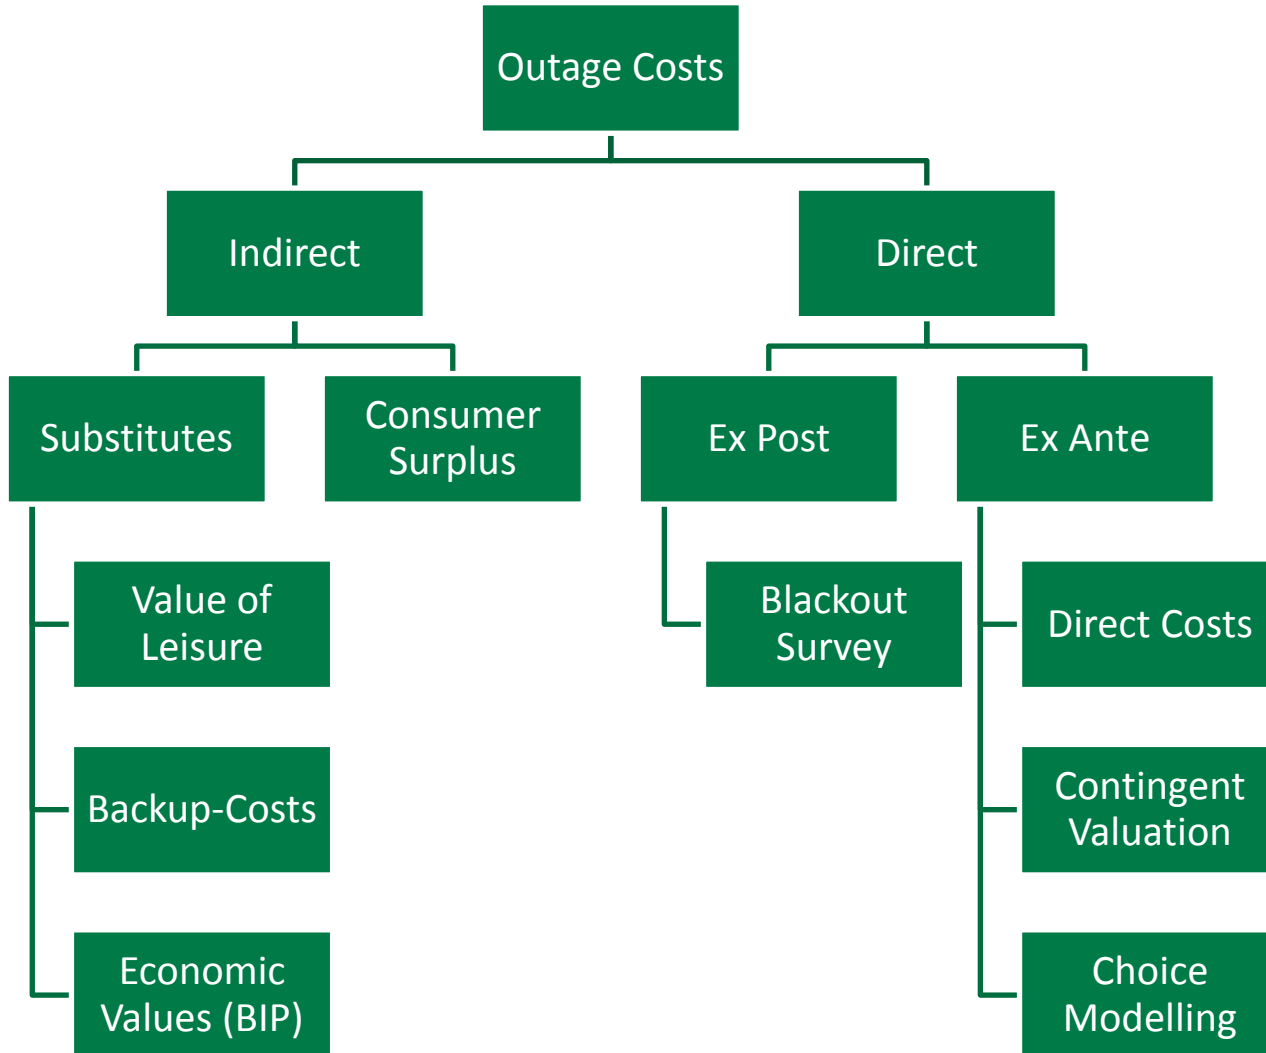 Outage Costs
Indirect
Direct
Substitutes
Consumer
Surplus
Ex Post
Ex Ante
Value of
Leisure
Blackout
Survey
Direct Costs
Backup-Costs
Contingent
Valuation
Economic
Values (BIP)
Choice
Modelling